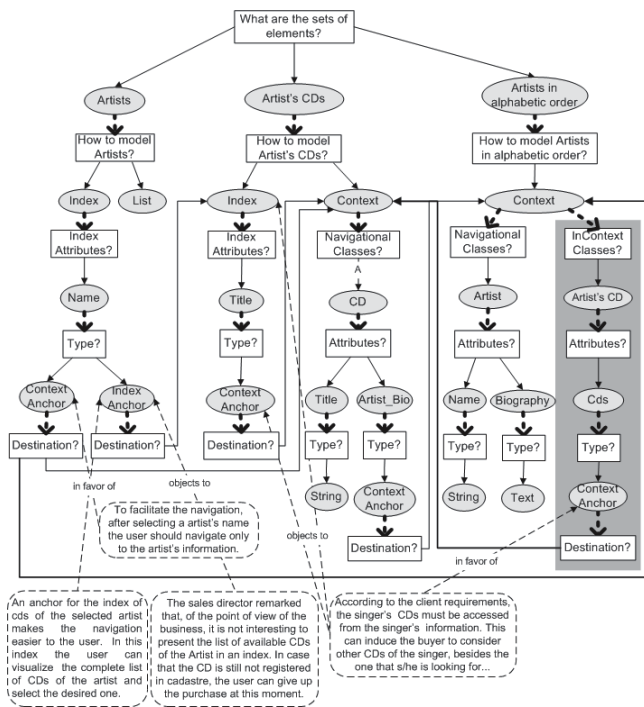 What are the sets of
elements?
Artists
Artist's CDs
Artists in
alphabetic order
How to model
Artists?
How to model
Artist's CDs?
How to model Artists
in alphabetic order?
Index
List
Index
Context
Context
Index
Attributes?
Index
Attributes?
Navigational
Classes?
Navigational
Classes?
InContext
Classes?
A
Name
Title
CD
Artist
Artist's CD
Type?
Type?
Attributes?
Attributes?
Attributes?
Context
Anchor
Index
Anchor
Context
Anchor
Title
Artist_Bio
Name
Biography
Cds
Destination?
Destination?
Destination?
Type?
Type?
Type?
Type?
Type?
in favor of
objects to
String
Context
Anchor
String
Text
Context
Anchor
To facilitate the navigation,
after selecting a artist's name
the user should navigate only
to the artist's information.
objects to
Destination?
in favor of
Destination?
An anchor for the index of
cds of the selected artist
makes the navigation
easier to the user. In this
index the user can
visualize the complete list
of CDs of the artist and
select the desired one.
The sales director remarked
that, of the point of view of the
business, it is not interesting to
present the list of available CDs
of the Artist in an index. In case
that the CD is still not registered
in cadastre, the user can give up
the purchase at this moment.
According to the client requirements,
the singer's CDs must be accessed
from the singer's information. This
can induce the buyer to consider
other CDs of the singer, besides
the one that s/he is looking for...